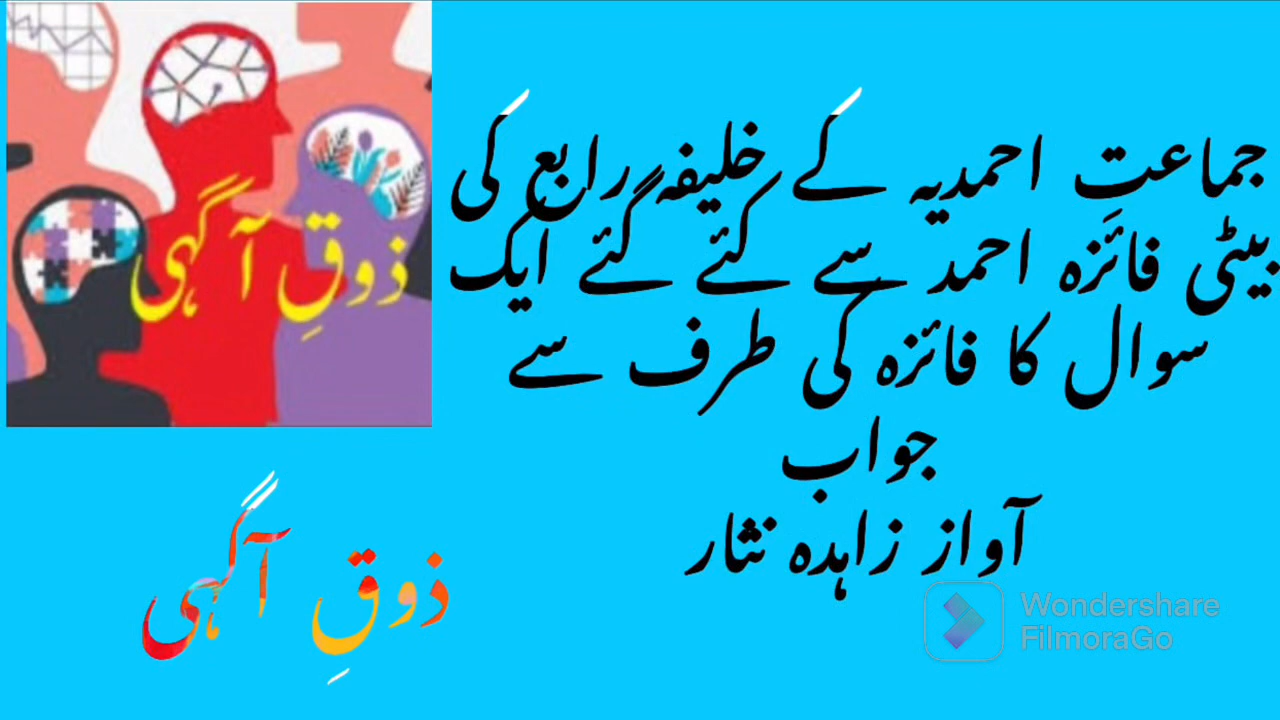 جماعتِ احمدیہ کے خلیفہ رابع کی
بیٹی فائزہ احمد سے کئے گئے ایک
سوال کا فائزہ کی طرف سے
جواب
آواز زاہدہ نثار
ذوقِ آگہی
ذوقِ آگہی
Wondershare
FilmoraGo